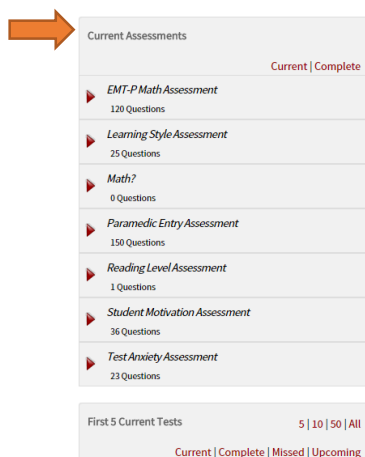 Current Assessments
Current | Complete
EMT-P Math Assessment
120 Questions
Learning Style Assessment
25 Questions
Math?
0 Questions
Paramedic Entry Assessment
150 Questions
Reading Level Assessment
1 Questions
Student Motivation Assessment
36 Questions
Test Anxiety Assessment
23 Questions
First 5 Current Tests 5 | 10 | 50 | All
Current | Complete | Missed | Upcoming